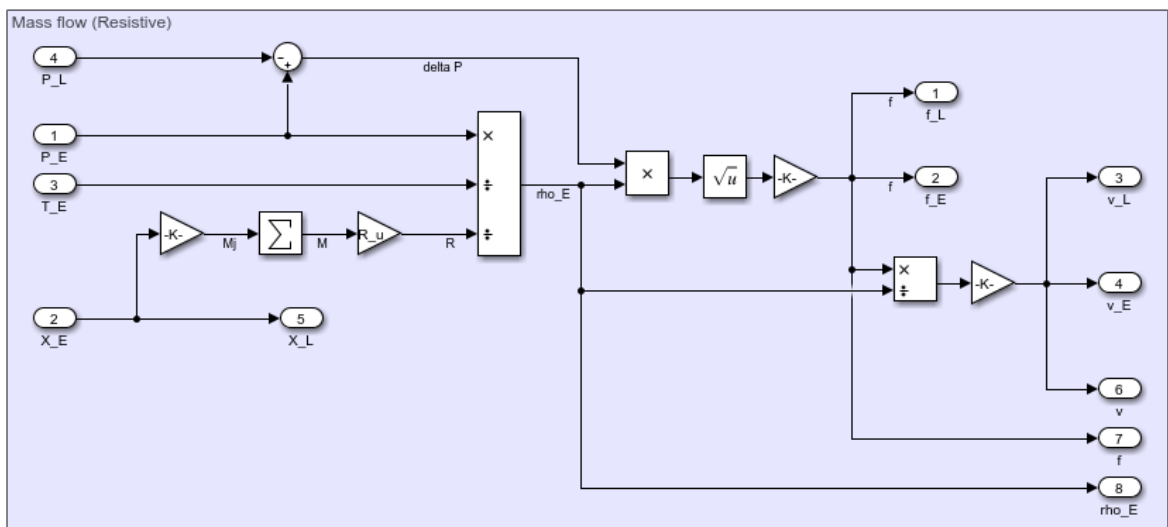 Mass flow (Resistive)
4
P_L
-
+
delta P
1
P_E
×
3
T_E
÷
-K-
Mj
∑
M
R_u
R
÷
rho_E
2
X_E
5
X_L
×
√u
-K-
f
1
f_L
f
2
f_E
×
÷
-K-
3
v_L
4
v_E
6
v
7
f
8
rho_E